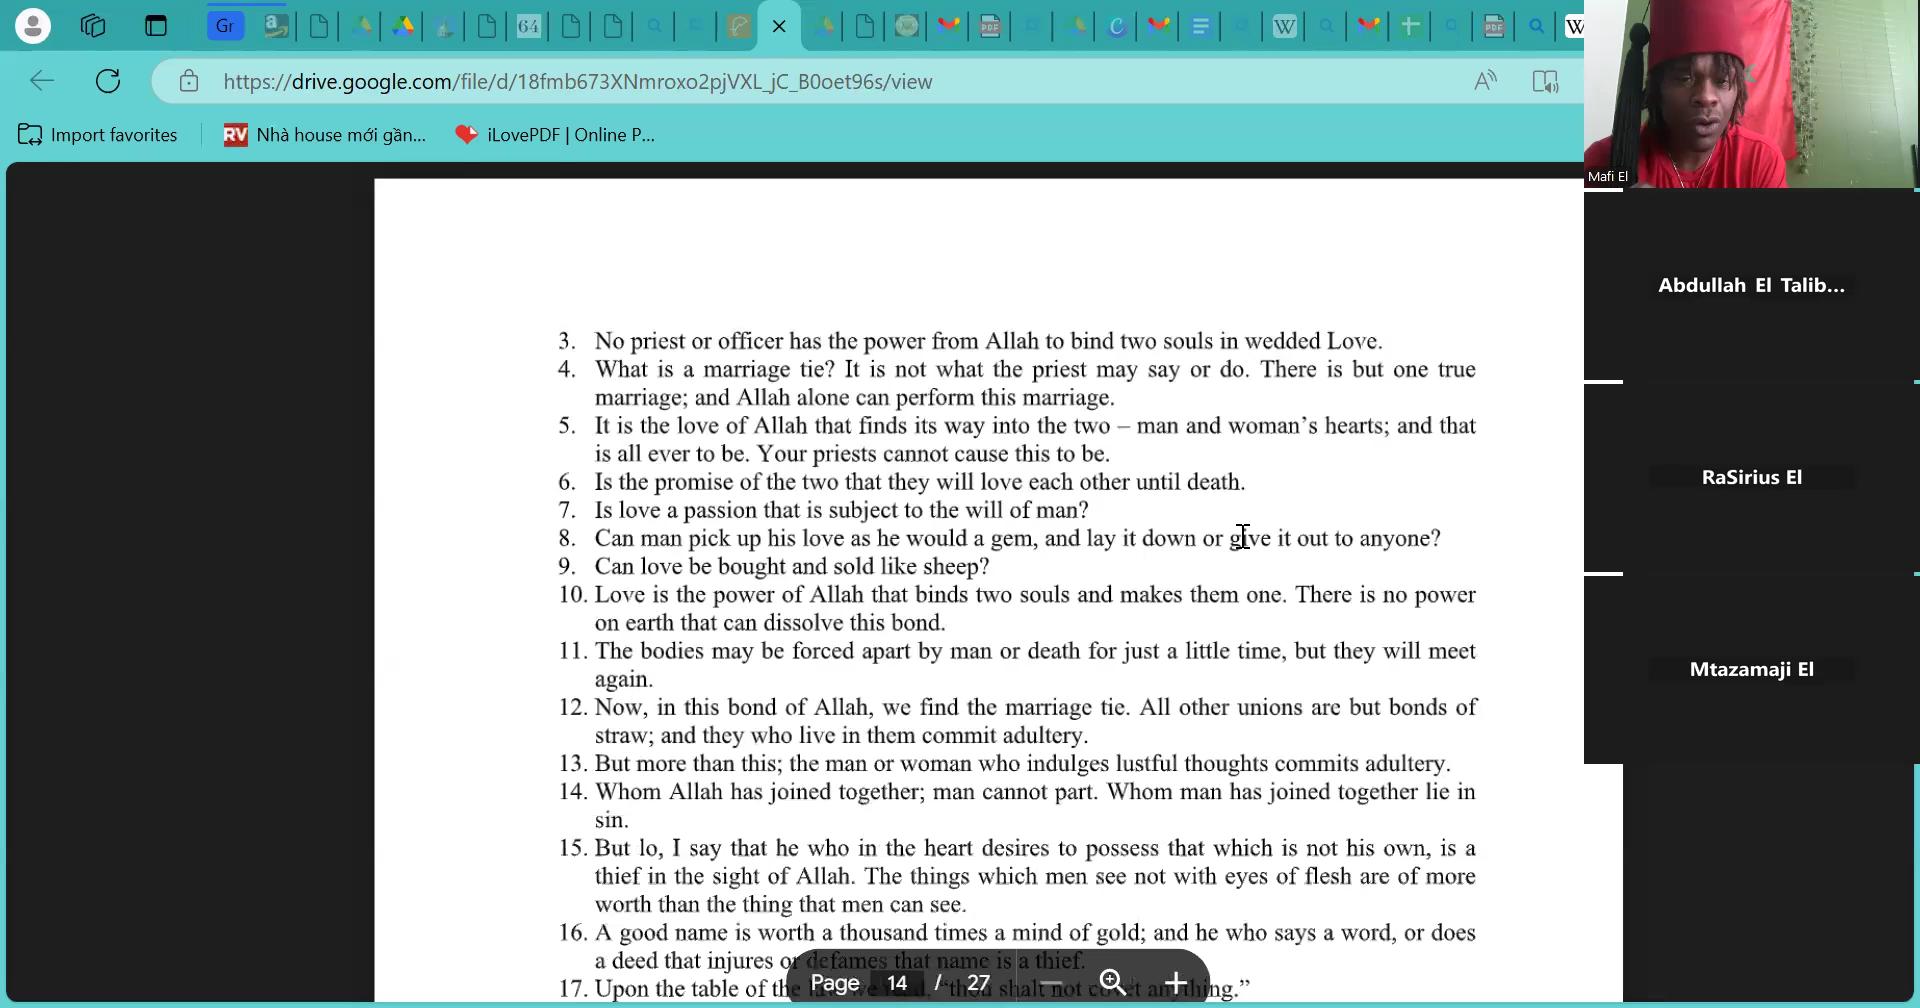 Gr
64
W
W
https://drive.google.com/file/d/18fmb673XNmroxo2pjVXL_jC_B0oet96s/view
Import favorites
RV Nhà house mới gần...
iLovePDF | Online P...
3. No priest or officer has the power from Allah to bind two souls in wedded Love.
4. What is a marriage tie? It is not what the priest may say or do. There is but one true
marriage; and Allah alone can perform this marriage.
5. It is the love of Allah that finds its way into the two – man and woman's hearts; and that
is all ever to be. Your priests cannot cause this to be.
6. Is the promise of the two that they will love each other until death.
7. Is love a passion that is subject to the will of man?
8. Can man pick up his love as he would a gem, and lay it down or give it out to anyone?
9. Can love be bought and sold like sheep?
10. Love is the power of Allah that binds two souls and makes them one. There is no power
on earth that can dissolve this bond.
11. The bodies may be forced apart by man or death for just a little time, but they will meet
again.
12. Now, in this bond of Allah, we find the marriage tie. All other unions are but bonds of
straw; and they who live in them commit adultery.
13. But more than this; the man or woman who indulges lustful thoughts commits adultery.
14. Whom Allah has joined together; man cannot part. Whom man has joined together lie in
sin.
15. But lo, I say that he who in the heart desires to possess that which is not his own, is a
thief in the sight of Allah. The things which men see not with eyes of flesh are of more
worth than the thing that men can see.
16. A good name is worth a thousand times a mind of gold; and he who says a word, or does
a deed that injures or defames that name is a thief.
17. Upon the table of the "thou shalt not covet anything."
Page 14 / 27
Mafi El
Abdullah El Talib...
RaSirius El
Mtazamaji El